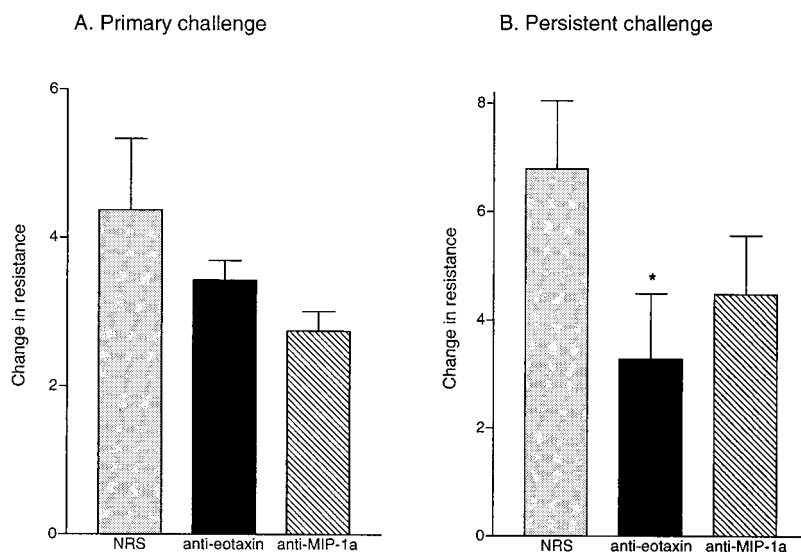 A. Primary challenge
6
4
2
0
Change in resistance
NRS anti-eotaxin anti-MIP-1a
B. Persistent challenge
8
6
4
2
0
Change in resistance
*
NRS anti-eotaxin anti-MIP-1a